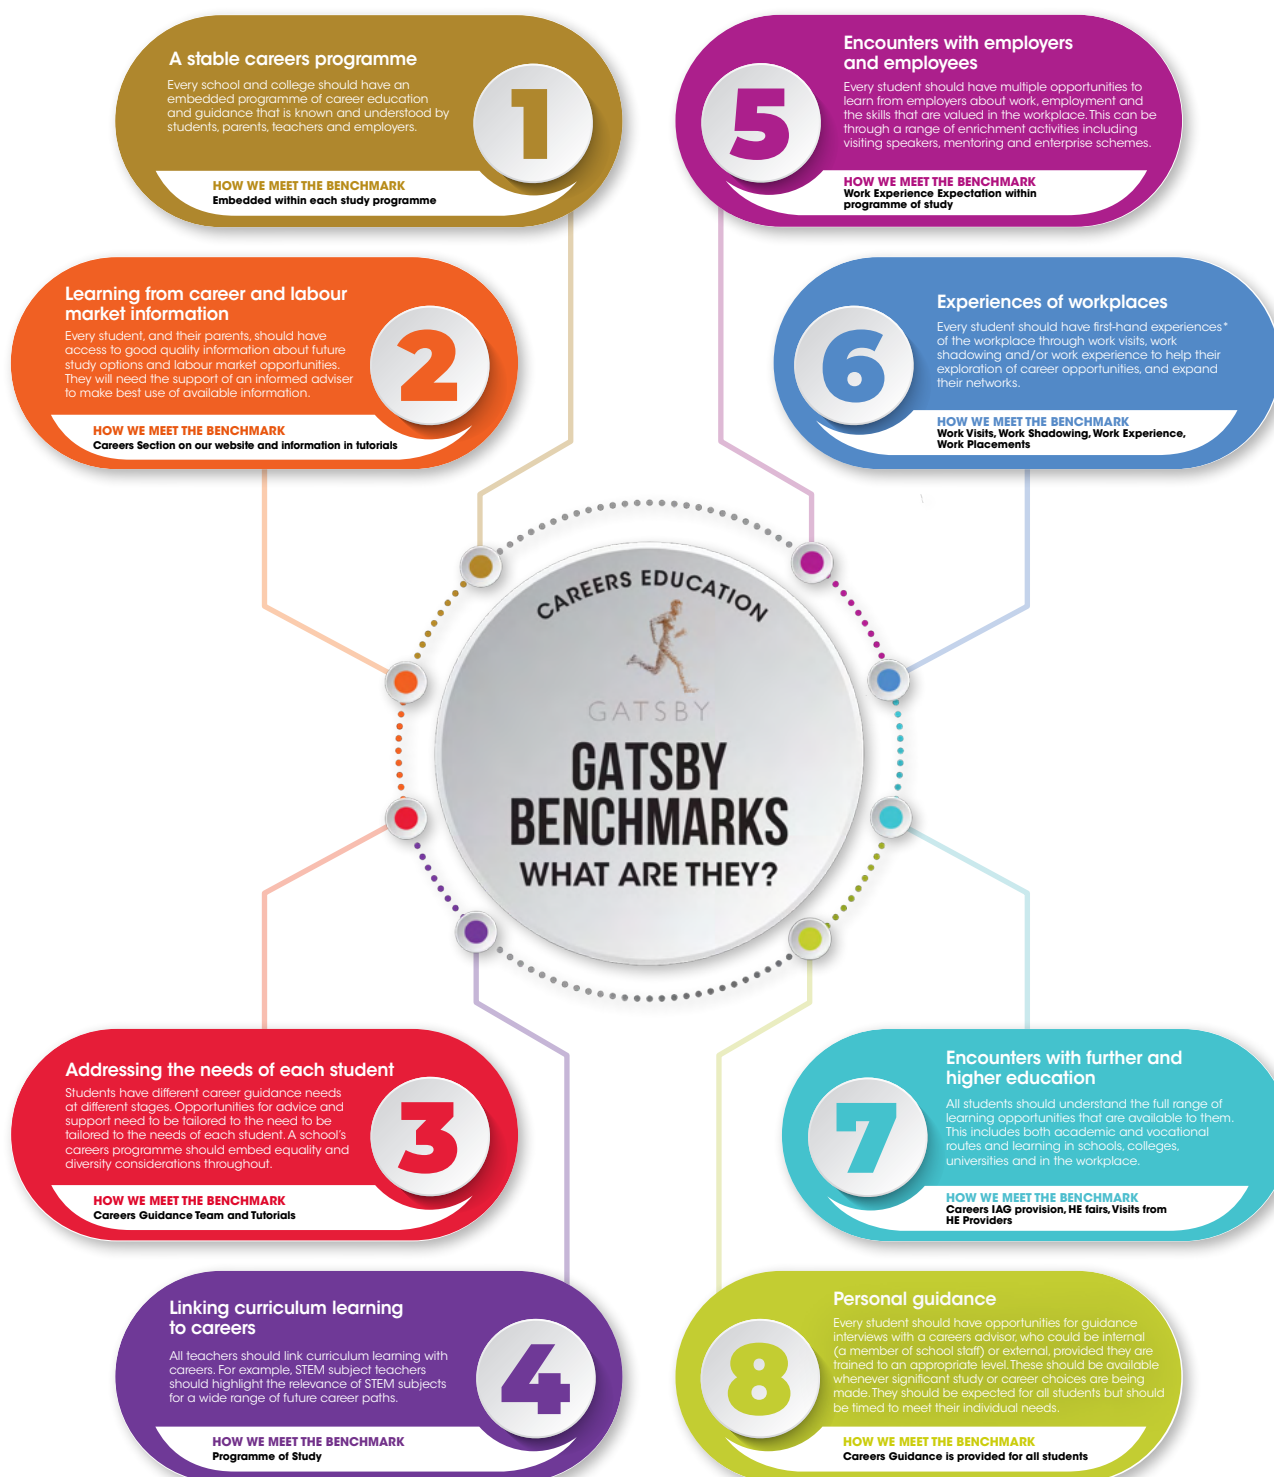 A stable careers programme
Every school and college should have an
embedded programme of career education
and guidance that is known and understood by
students, parents, teachers and employers.
1
HOW WE MEET THE BENCHMARK
Embedded within each study programme
Learning from career and labour
market information
Every student, and their parents, should have
access to good quality information about future
study options and labour market opportunities.
They will need the support of an informed adviser
to make best use of available information.
2
HOW WE MEET THE BENCHMARK
Careers Section on our website and information in tutorials
Encounters with employers
and employees
Every student should have multiple opportunities to
learn from employers about work, employment and
the skills that are valued in the workplace. This can be
through a range of enrichment activities including
visiting speakers, mentoring and enterprise schemes.
5
HOW WE MEET THE BENCHMARK
Work Experience Expectation within
programme of study
Experiences of workplaces
Every student should have first-hand experiences*
of the workplace through work visits, work
shadowing and/or work experience to help their
exploration of career opportunities, and expand
their networks.
6
HOW WE MEET THE BENCHMARK
Work Visits, Work Shadowing, Work Experience,
Work Placements
CAREERS EDUCATION
GATSBY
GATSBY
BENCHMARKS
WHAT ARE THEY?
Addressing the needs of each student
Students have different career guidance needs
at different stages. Opportunities for advice and
support need to be tailored to the need to be
tailored to the needs of each student. A school's
careers programme should embed equality and
diversity considerations throughout.
3
HOW WE MEET THE BENCHMARK
Careers Guidance Team and Tutorials
Linking curriculum learning
to careers
All teachers should link curriculum learning with
careers. For example, STEM subject teachers
should highlight the relevance of STEM subjects
for a wide range of future career paths.
4
HOW WE MEET THE BENCHMARK
Programme of Study
Encounters with further and
higher education
All students should understand the full range of
learning opportunities that are available to them.
This includes both academic and vocational
routes and learning in schools, colleges,
universities and in the workplace.
7
HOW WE MEET THE BENCHMARK
Careers IAG provision, HE fairs, Visits from
HE Providers
Personal guidance
Every student should have opportunities for guidance
interviews with a careers advisor, who could be internal
(a member of school staff) or external, provided they are
trained to an appropriate level. These should be available
whenever significant study or career choices are being
made. They should be expected for all students but should
be timed to meet their individual needs.
8
HOW WE MEET THE BENCHMARK
Careers Guidance is provided for all students